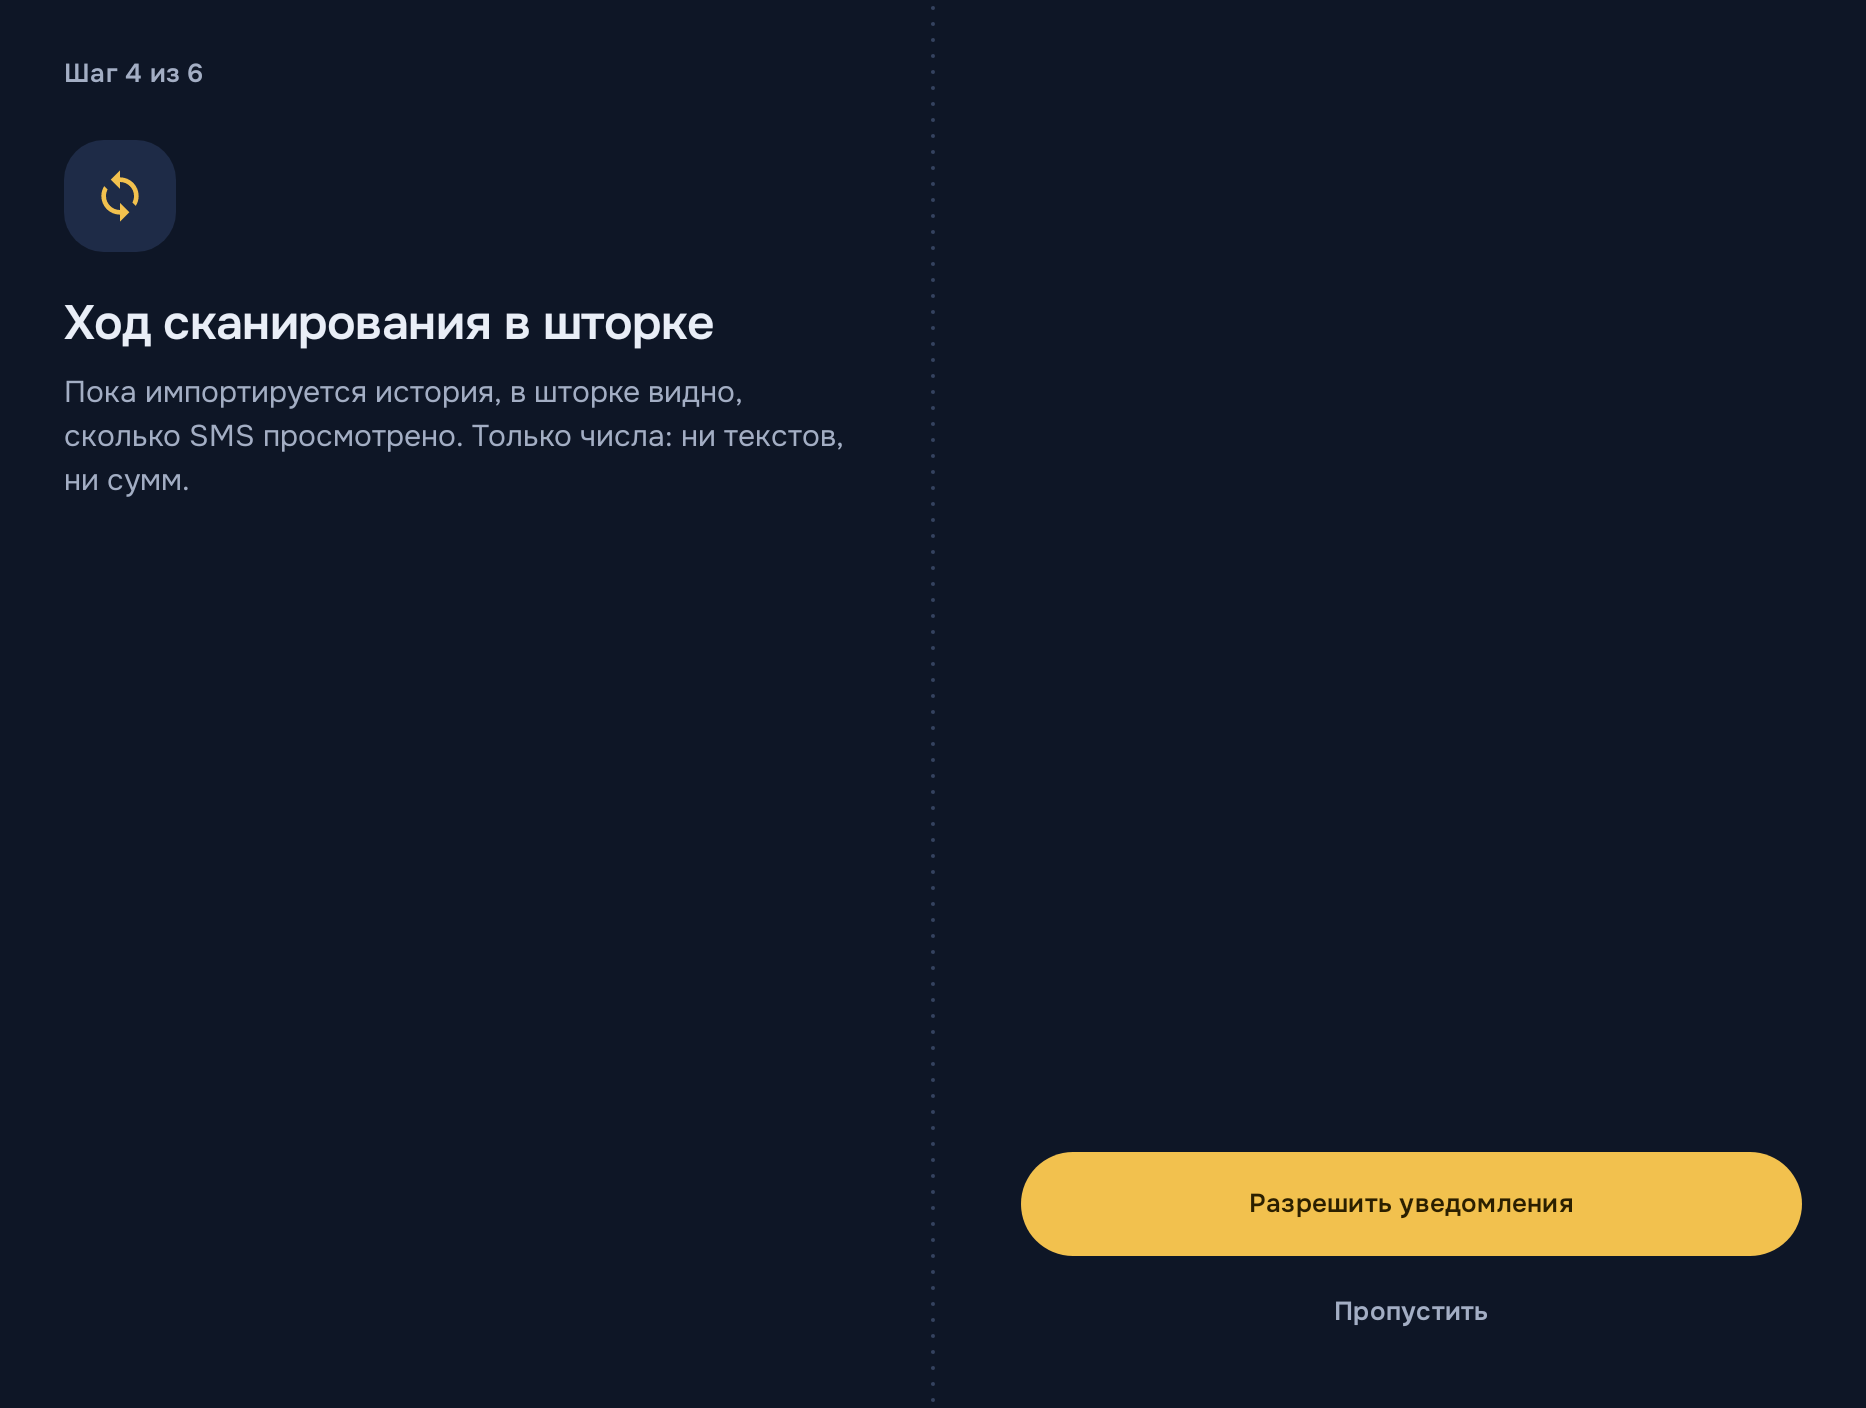 Шаг 4 из 6
Ход сканирования в шторке
Пока импортируется история, в шторке видно,
сколько SMS просмотрено. Только числа: ни текстов,
ни сумм.
Разрешить уведомления
Пропустить